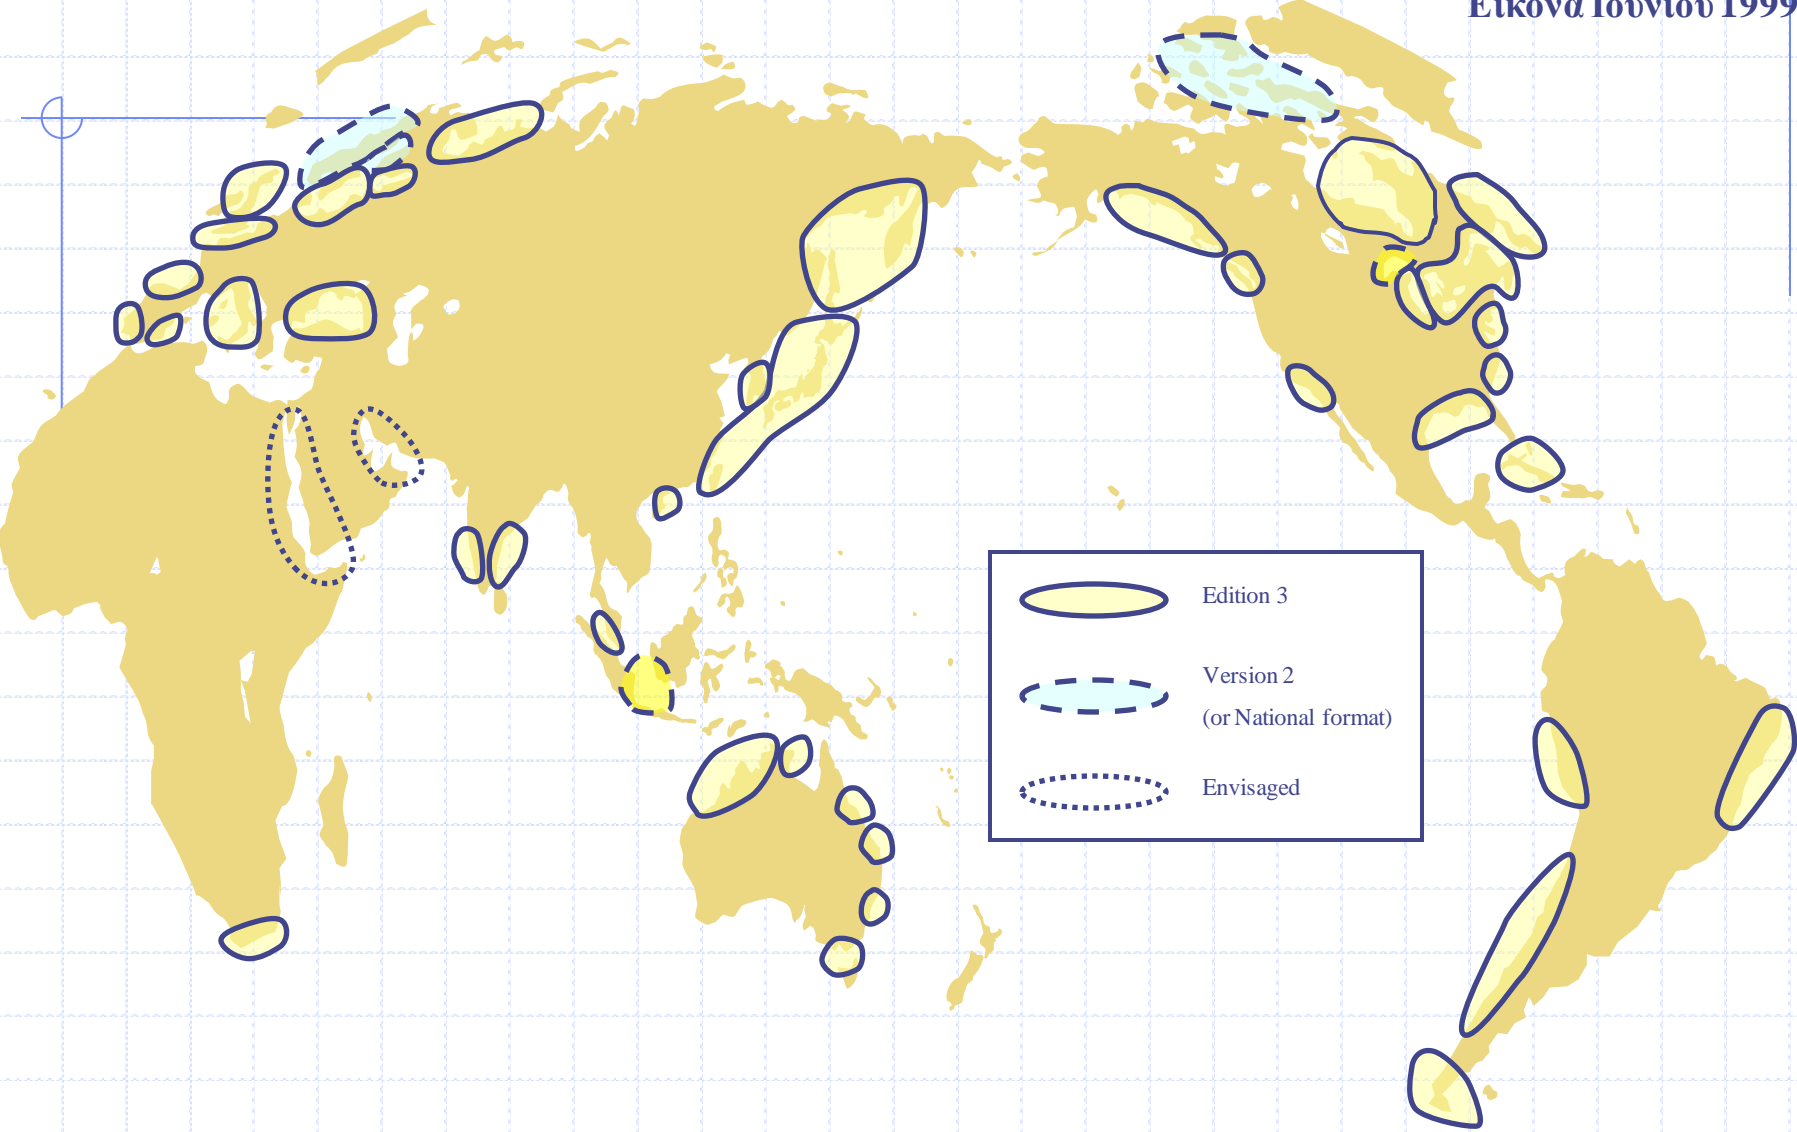 Εικόνα Ιουνίου 1999
Edition 3
Version 2
(or National format)
Envisaged